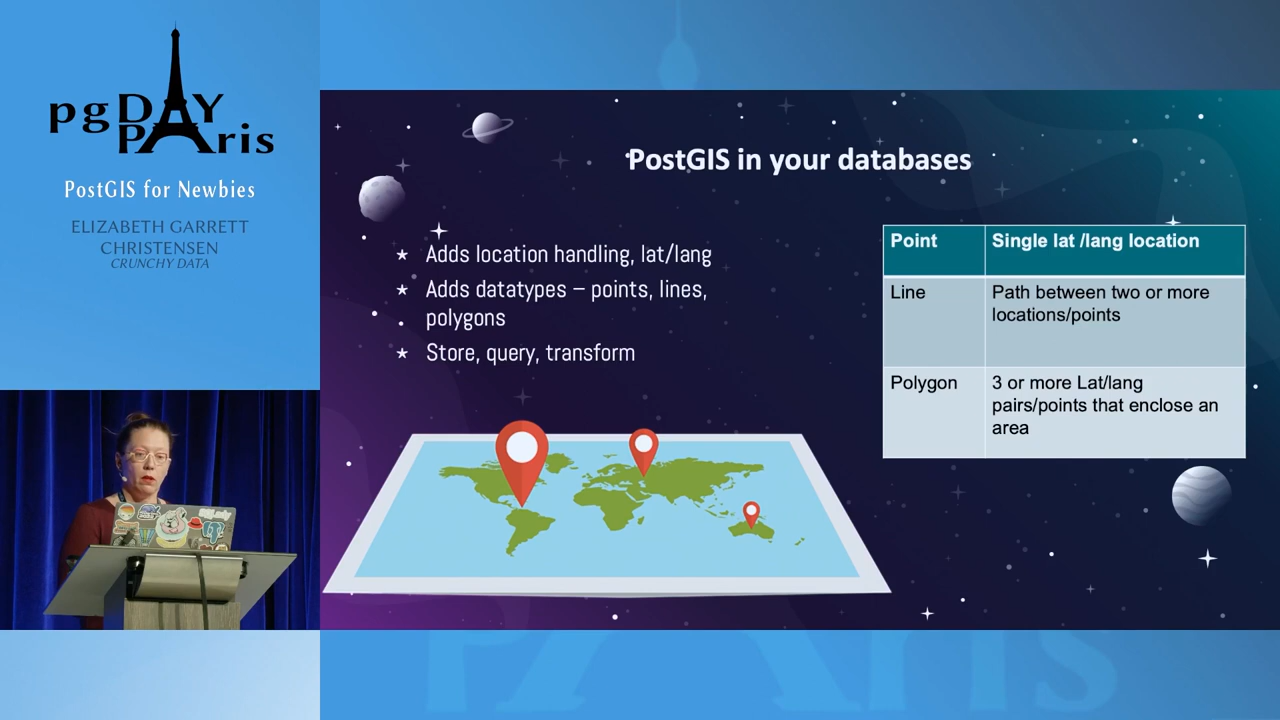 pgDAY
PAris
PostGIS for Newbies
ELIZABETH GARRETT
CHRISTENSEN
CRUNCHY DATA
PostGIS in your databases
★ Adds location handling, lat/lang
★ Adds datatypes – points, lines,
polygons
★ Store, query, transform
Point
Single lat /lang location
Line
Path between two or more
locations/points
Polygon
3 or more Lat/lang
pairs/points that enclose an
area
PAris